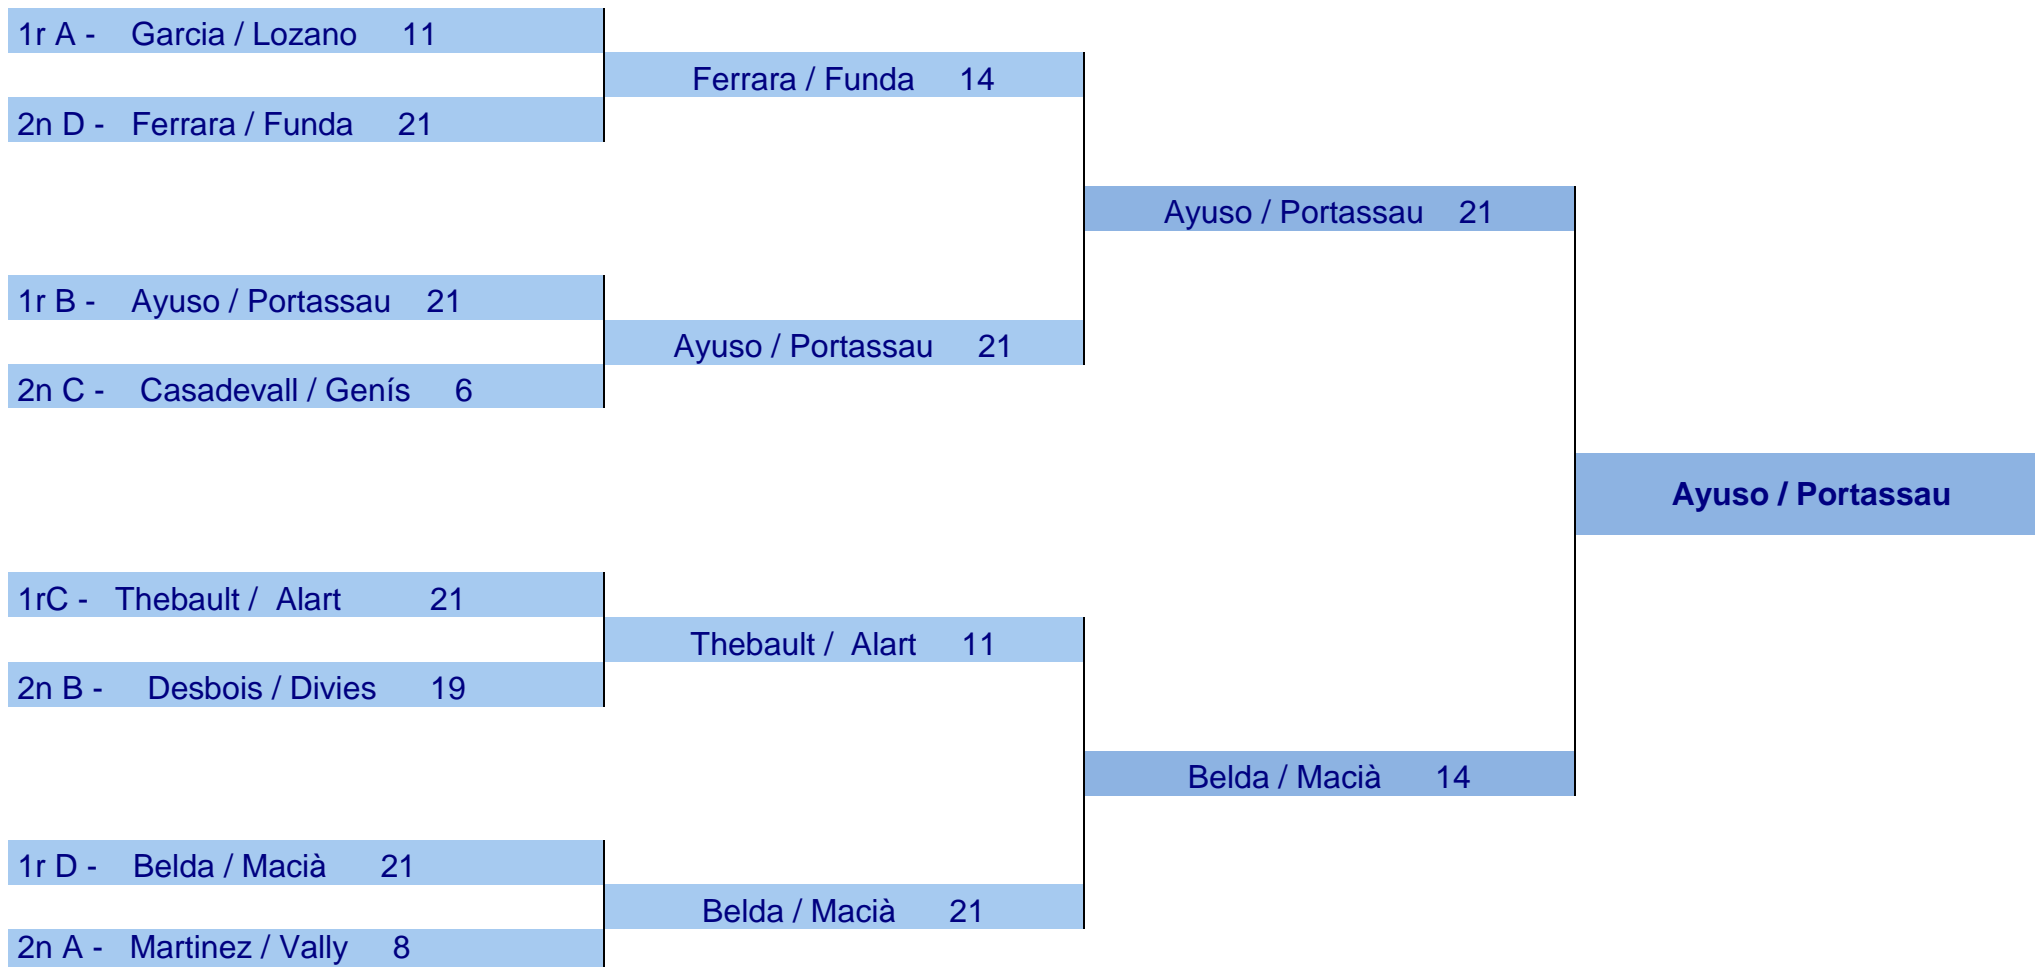 1r A - Garcia / Lozano 11
Ferrara / Funda 14
2n D - Ferrara / Funda 21
Ayuso / Portassau 21
1r B - Ayuso / Portassau 21
Ayuso / Portassau 21
2n C - Casadevall / Genís 6
Ayuso / Portassau
1rC - Thebault / Alart 21
Thebault / Alart 11
2n B - Desbois / Divies 19
Belda / Macià 14
1r D - Belda / Macià 21
Belda / Macià 21
2n A - Martinez / Vally 8